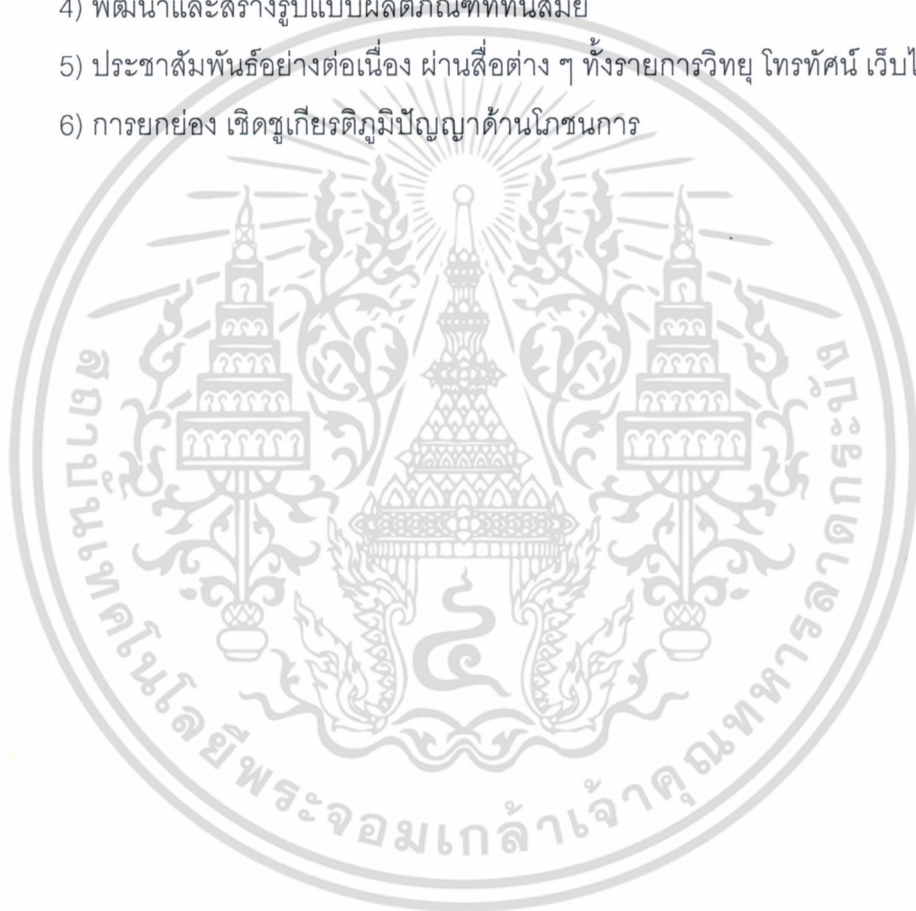 4) พัฒนาและสร้างรูปแบบผลิตภัณฑ์ที่ทันสมัย
5) ประชาสัมพันธ์อย่างต่อเนื่อง ผ่านสื่อต่าง ๆ ทั้งรายการวิทยุ โทรทัศน์
6) การยกย่อง เชิดชูเกียรติภูมิปัญญาด้านโภชนการ
๔
สถาบันเทคโนโลยีพระจอมเกล้าเจ้าคุณทหารลาดกระบัง